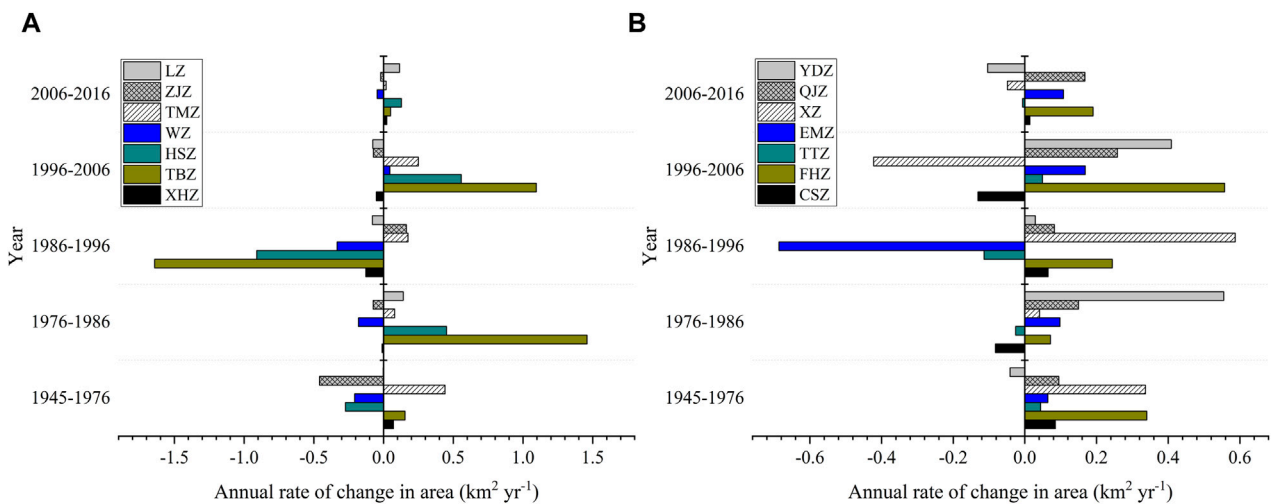 A
LZ
ZJZ
TMZ
WZ
HSZ
TBZ
XHZ
Year
2006-2016
1996-2006
1986-1996
1976-1986
1945-1976
-1.5 -1.0 -0.5 0.0 0.5 1.0 1.5
Annual rate of change in area (km² yr⁻¹)
B
YDZ
QJZ
XZ
EMZ
TTZ
FHZ
CSZ
Year
2006-2016
1996-2006
1986-1996
1976-1986
1945-1976
-0.6 -0.4 -0.2 0.0 0.2 0.4 0.6
Annual rate of change in area (km² yr⁻¹)